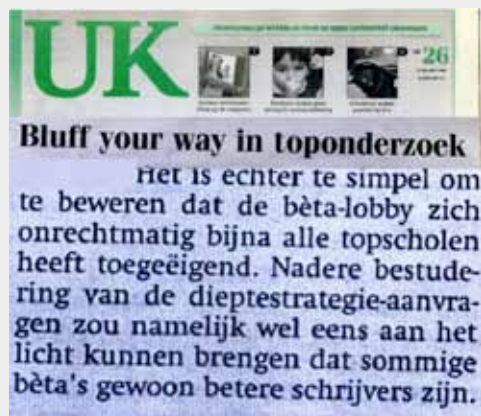 UK
26
Bluff your way in toponderzoek
Het is echter te simpel om
te beweren dat de bèta-lobby zich
onrechtmatig bijna alle topscholen
heeft toegeëigend. Nadere bestude-
ring van de dieptestrategie-aanvra-
gen zou namelijk wel eens aan het
licht kunnen brengen dat sommige
bèta's gewoon betere schrijvers zijn.